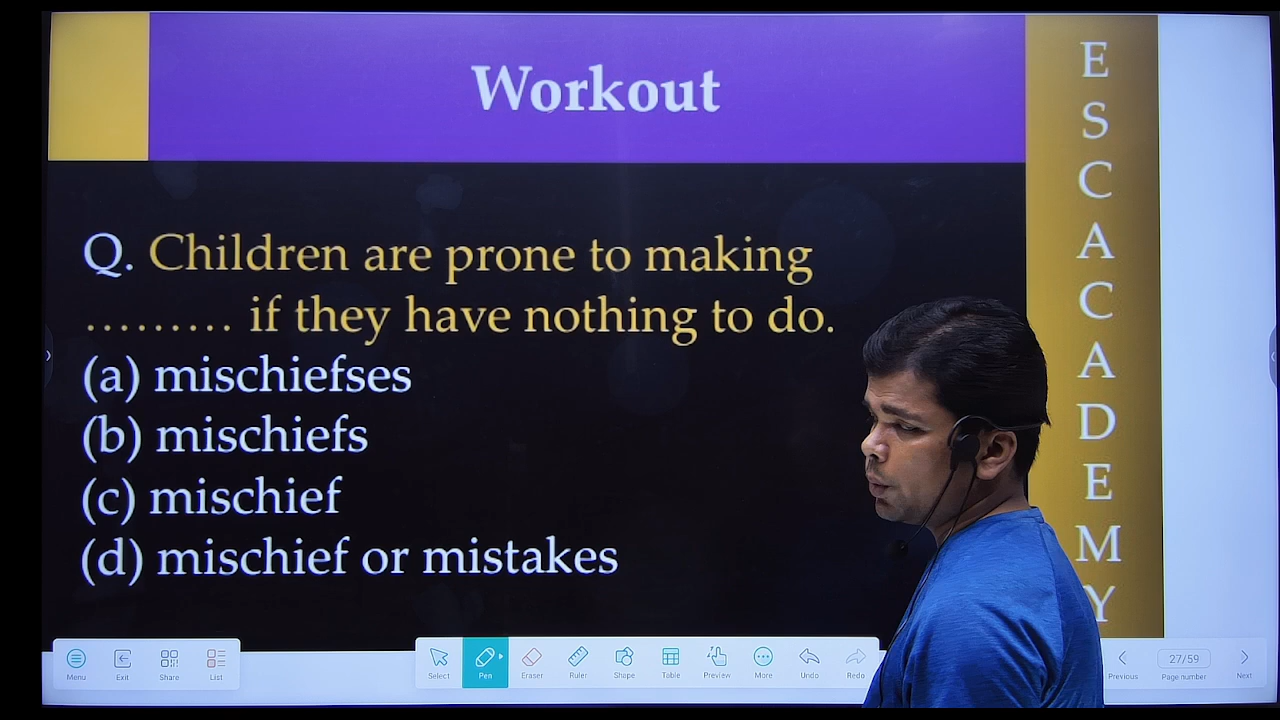 Workout
Q. Children are prone to making
......... if they have nothing to do.
(a) mischiefses
(b) mischiefs
(c) mischief
(d) mischief or mistakes
E
S
C
A
C
A
D
E
M
Y
Menu
Exit
Share
List
Select
Pen
Eraser
Ruler
Shape
Table
Preview
More
Undo
Redo
Previous
27/59
Page number
Next